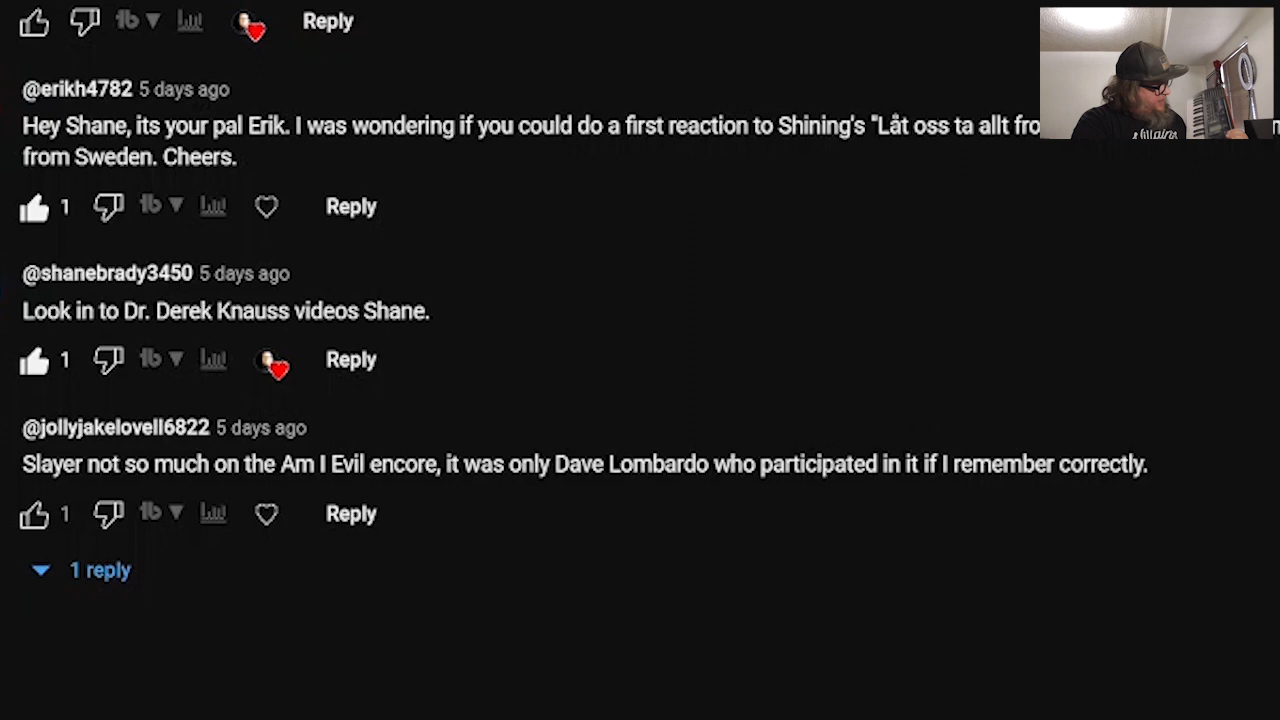 Reply
@erikh4782 5 days ago
Hey Shane, its your pal Erik. I was wondering if you could do a first reaction to Shining's "Låt oss ta allt
from Sweden. Cheers.
1 Reply
@shanebrady3450 5 days ago
Look in to Dr. Derek Knauss videos Shane.
1 Reply
@jollyjakelovell6822 5 days ago
Slayer not so much on the Am I Evil encore, it was only Dave Lombardo who participated in it if I remember correctly.
1 Reply
1 reply